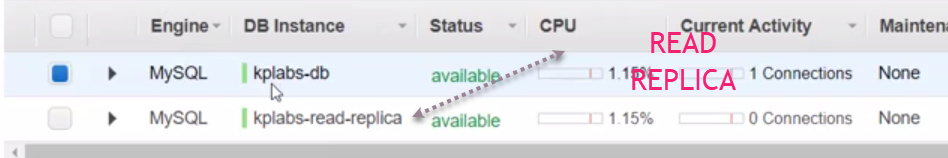 Engine DB Instance Status CPU Current Activity Maintena
READ
MySQL kplabs-db available 1.15% 1 Connections None
REPLICA
MySQL kplabs-read-replica available 1.15% 0 Connections None